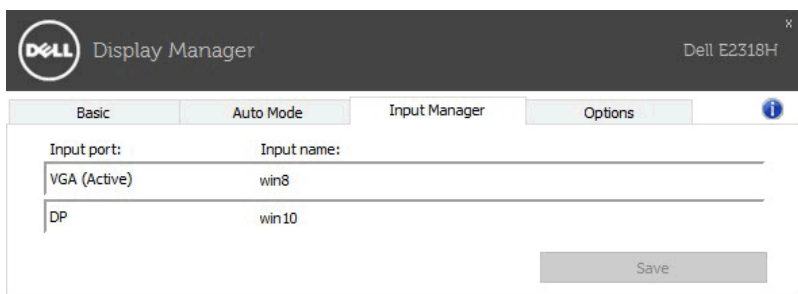 x
DELL Display Manager Dell E2318H
Basic Auto Mode Input Manager Options i
Input port: Input name:
VGA (Active) win8
DP win10
Save